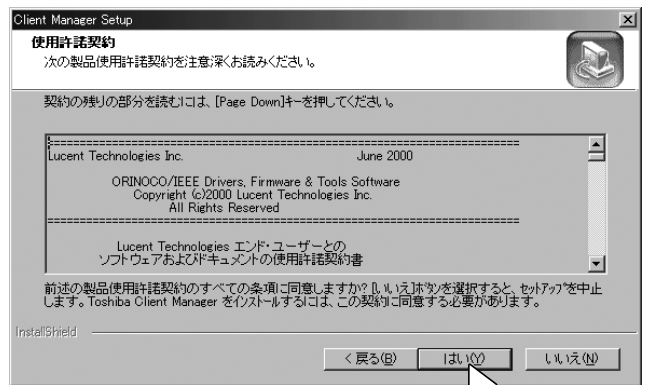 Client Manager Setup
使用許諾契約
次の製品使用許諾契約を注意深くお読みください。
契約の残りの部分を読むには、[Page Down]キーを押してください。
============================================================
Lucent Technologies Inc. June 2000
ORINOCO/IEEE Drivers, Firmware & Tools Software
Copyright (c)2000 Lucent Technologies Inc.
All Rights Reserved
============================================================
Lucent Technologies エンド・ユーザーとの
ソフトウェアおよびドキュメントの使用許諾契約書
前述の製品使用許諾契約のすべての条項に同意しますか? [いいえ]ボタンを選択すると、セットアップを中止
します。Toshiba Client Manager をインストールするには、この契約に同意する必要があります。
InstallShield
< 戻る(B) はい(Y) いいえ(N)